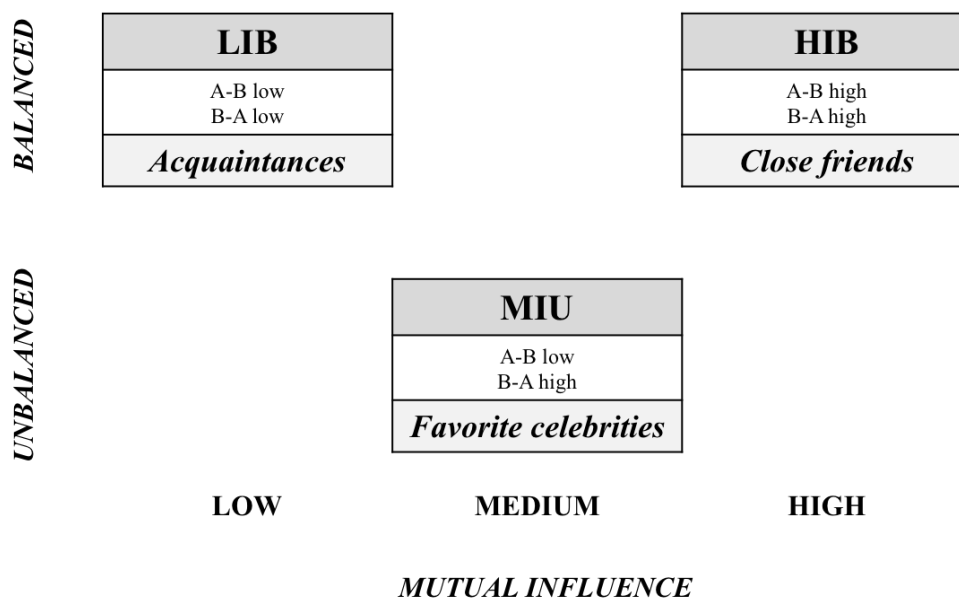 BALANCED
LIB
A-B low
B-A low
Acquaintances
HIB
A-B high
B-A high
Close friends
UNBALANCED
MIU
A-B low
B-A high
Favorite celebrities
LOW
MEDIUM
HIGH
MUTUAL INFLUENCE